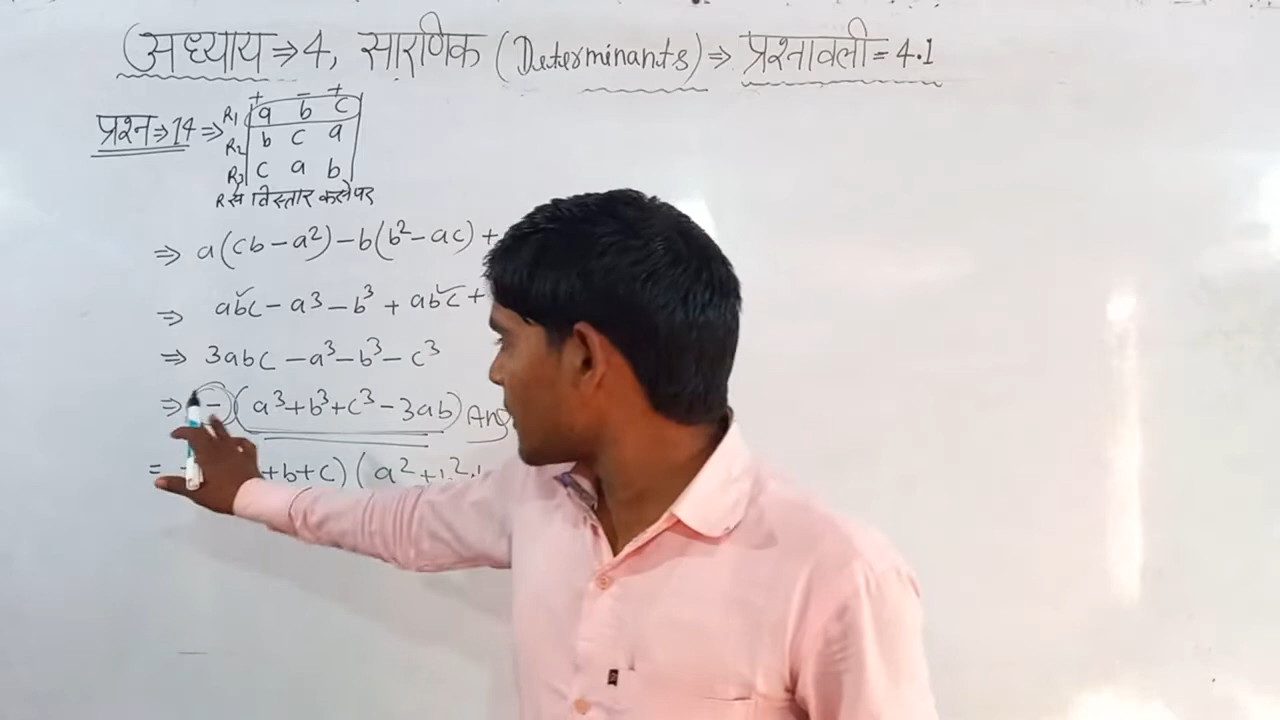 (अध्याय ⇒ 4, सारणिक (Determinants) ⇒ प्रश्नावली = 4.1
+ - +
प्रश्न ⇒ 14 ⇒ R₁ | a b c |
R₂ | b c a |
R₃ | c a b |
विस्तार करने पर
⇒ a(cb - a²) - b(b² - ac) +
⇒ abc - a³ - b³ + abc +
⇒ 3abc - a³ - b³ - c³
⇒ - (a³ + b³ + c³ - 3ab) Ans
= + b + c) (a² +